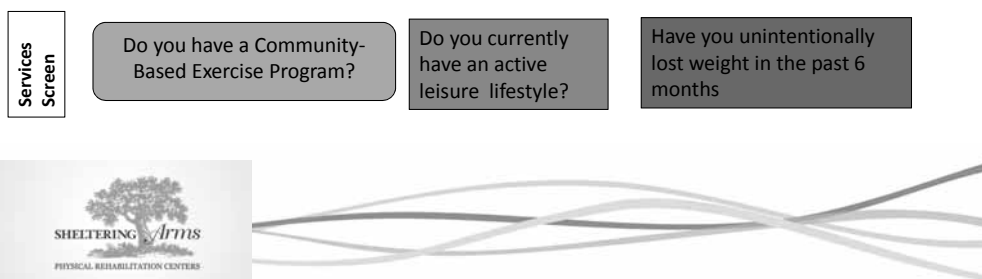 Services
Screen
Do you have a Community-
Based Exercise Program?
Do you currently
have an active
leisure lifestyle?
Have you unintentionally
lost weight in the past 6
months
SHELTERING Arms
PHYSICAL REHABILITATION CENTERS